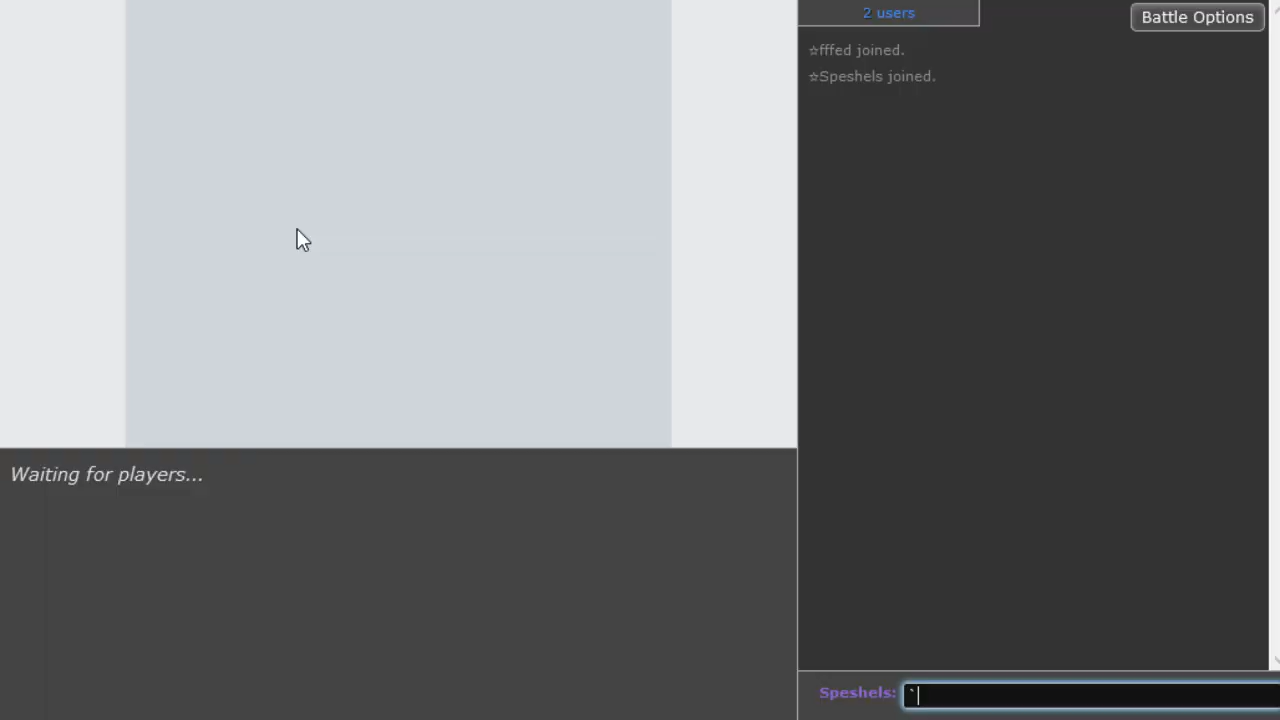 2 users
Battle Options
☆fffed joined.
☆Speshels joined.
Waiting for players...
Speshels: `